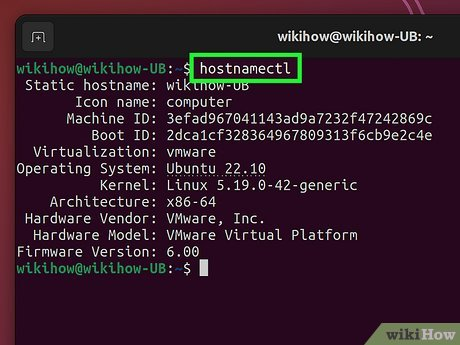 wikihow@wikihow-UB: ~
wikihow@wikihow-UB:~$ hostnamectl
Static hostname: wikihow-UB
Icon name: computer
Machine ID: 3efad967041143ad9a7232f47242869c
Boot ID: 2dca1cf328364967809313f6cb9e2c4e
Virtualization: vmware
Operating System: Ubuntu 22.10
Kernel: Linux 5.19.0-42-generic
Architecture: x86-64
Hardware Vendor: VMware, Inc.
Hardware Model: VMware Virtual Platform
Firmware Version: 6.00
wikihow@wikihow-UB:~$
wikiHow